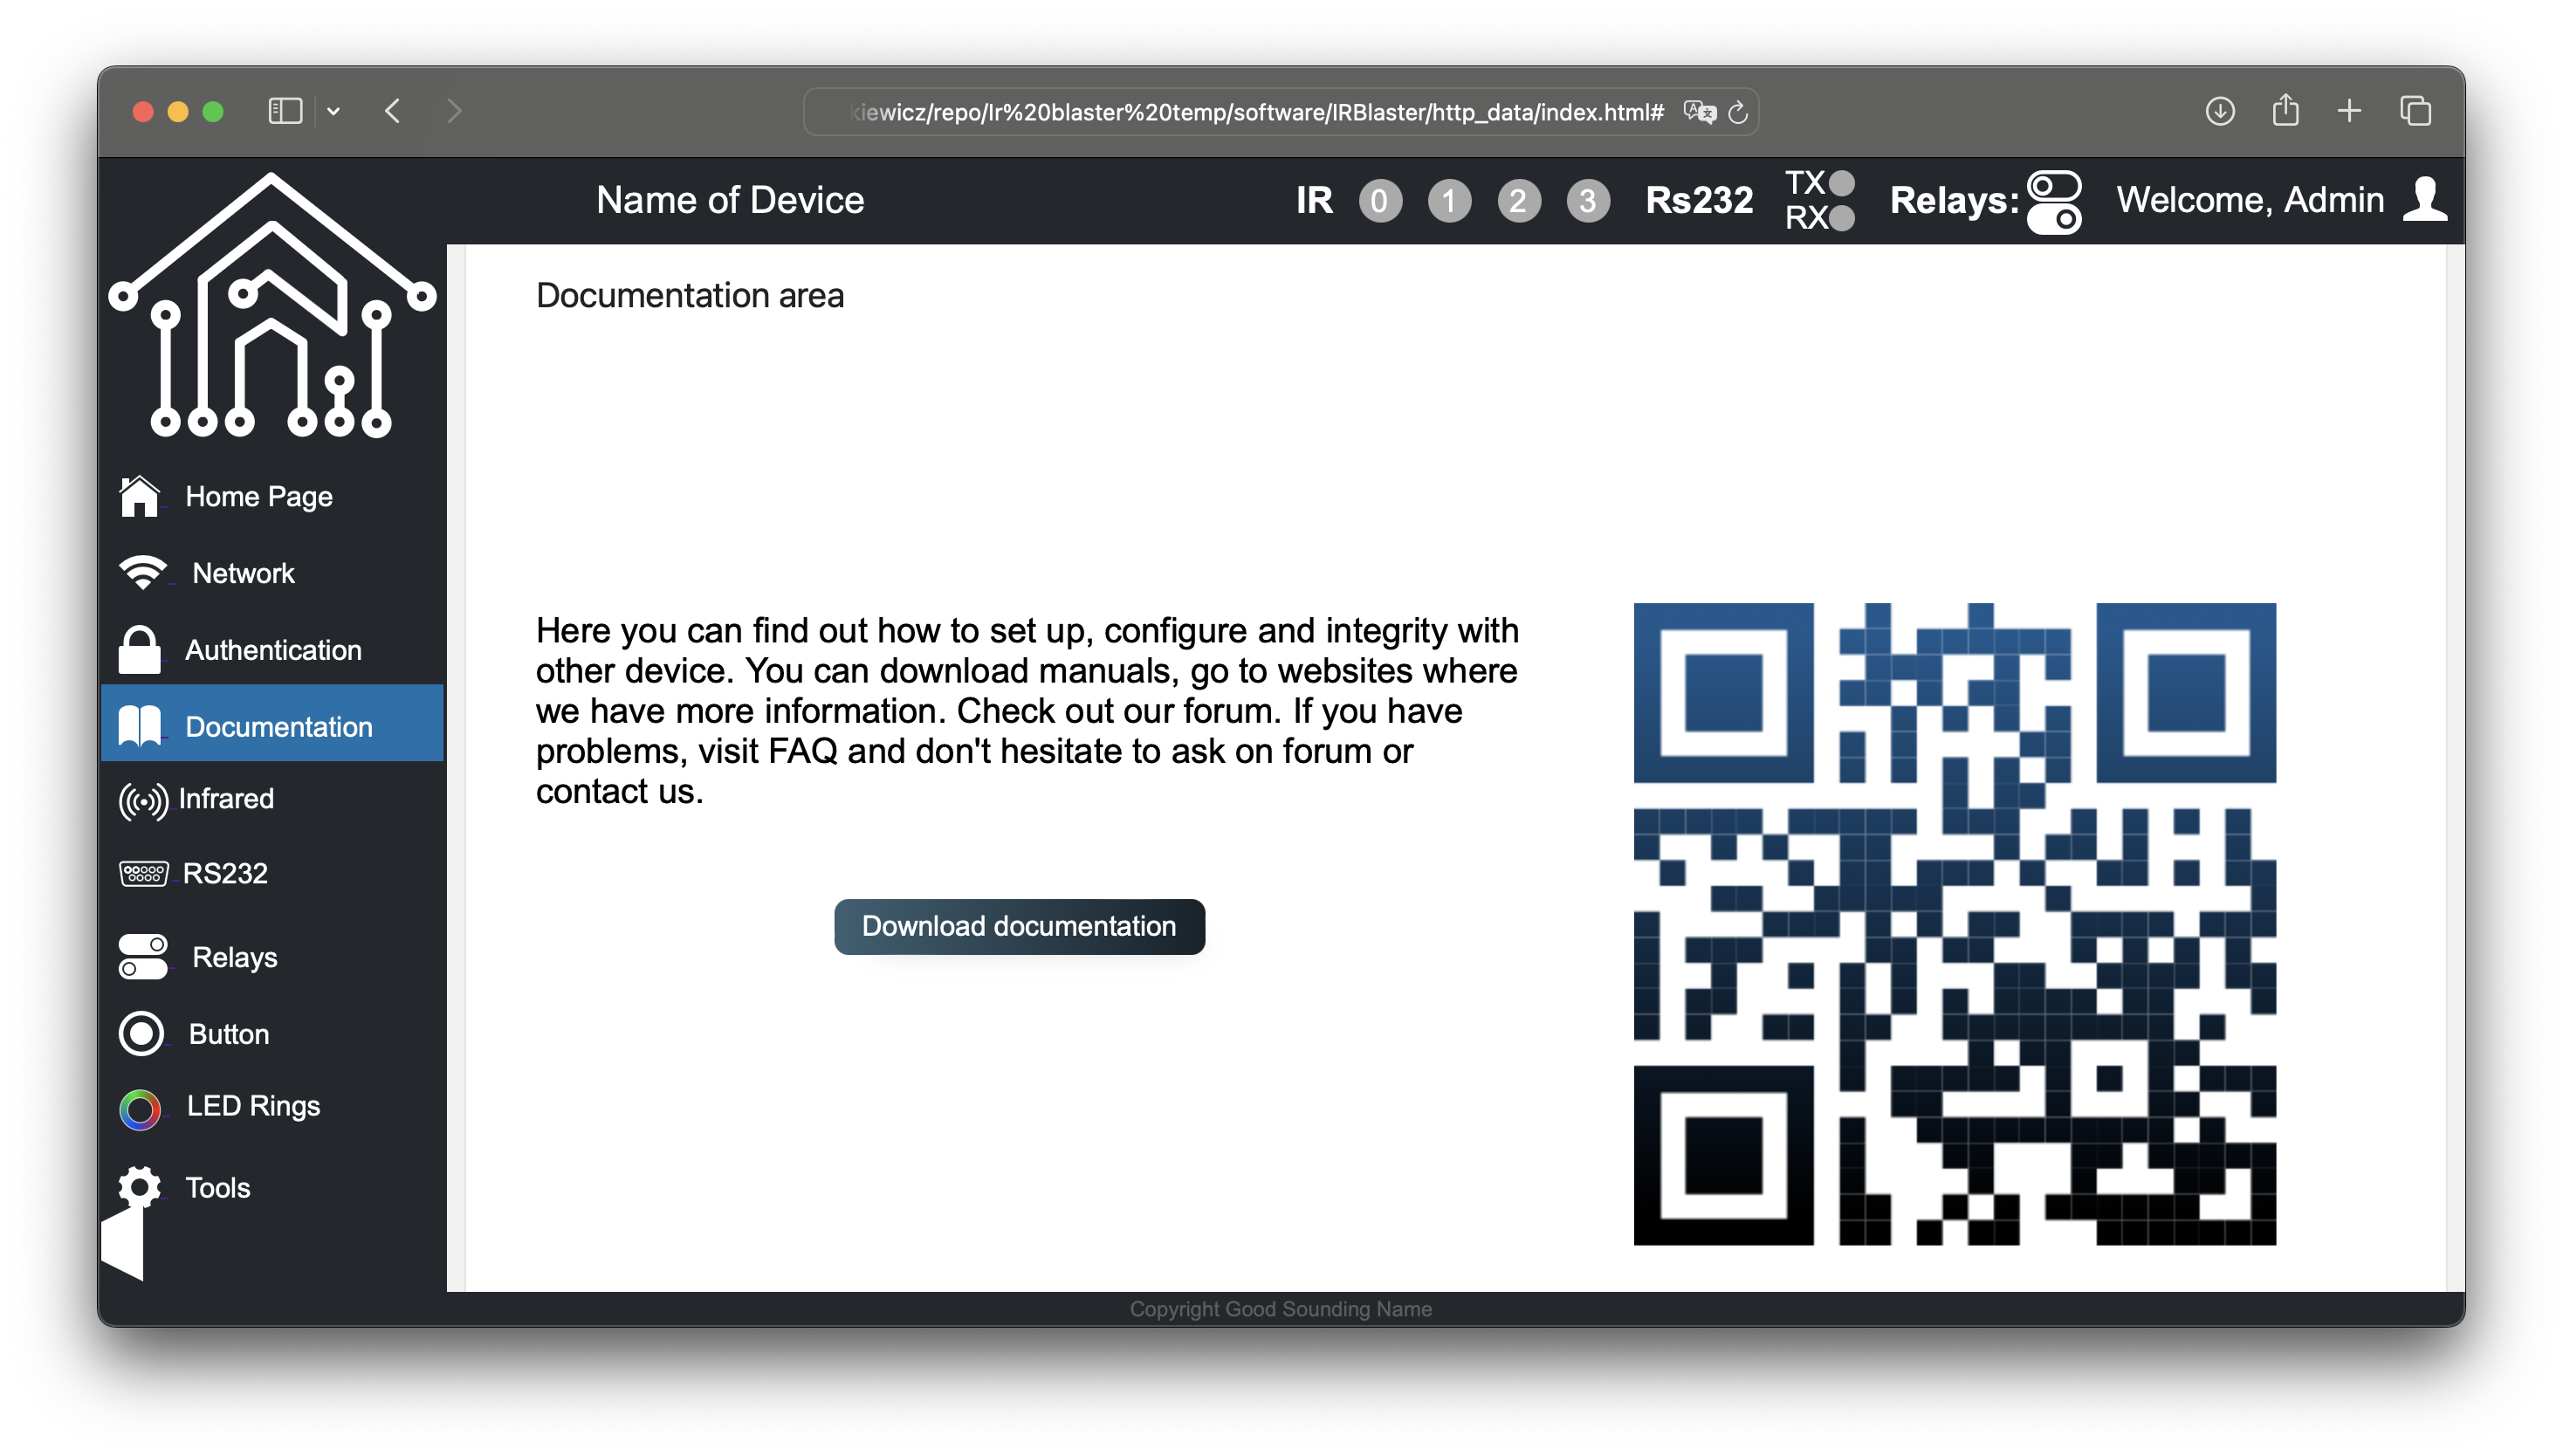 kiewicz/repo/Ir%20blaster%20temp/software/IRBlaster/http_data/index.html#
Name of Device
IR 0 1 2 3 Rs232 TX RX Relays: Welcome, Admin
Home Page
Network
Authentication
Documentation
Infrared
RS232
Relays
Button
LED Rings
Tools
Documentation area
Here you can find out how to set up, configure and integrity with
other device. You can download manuals, go to websites where
we have more information. Check out our forum. If you have
problems, visit FAQ and don't hesitate to ask on forum or
contact us.
Download documentation
Copyright Good Sounding Name